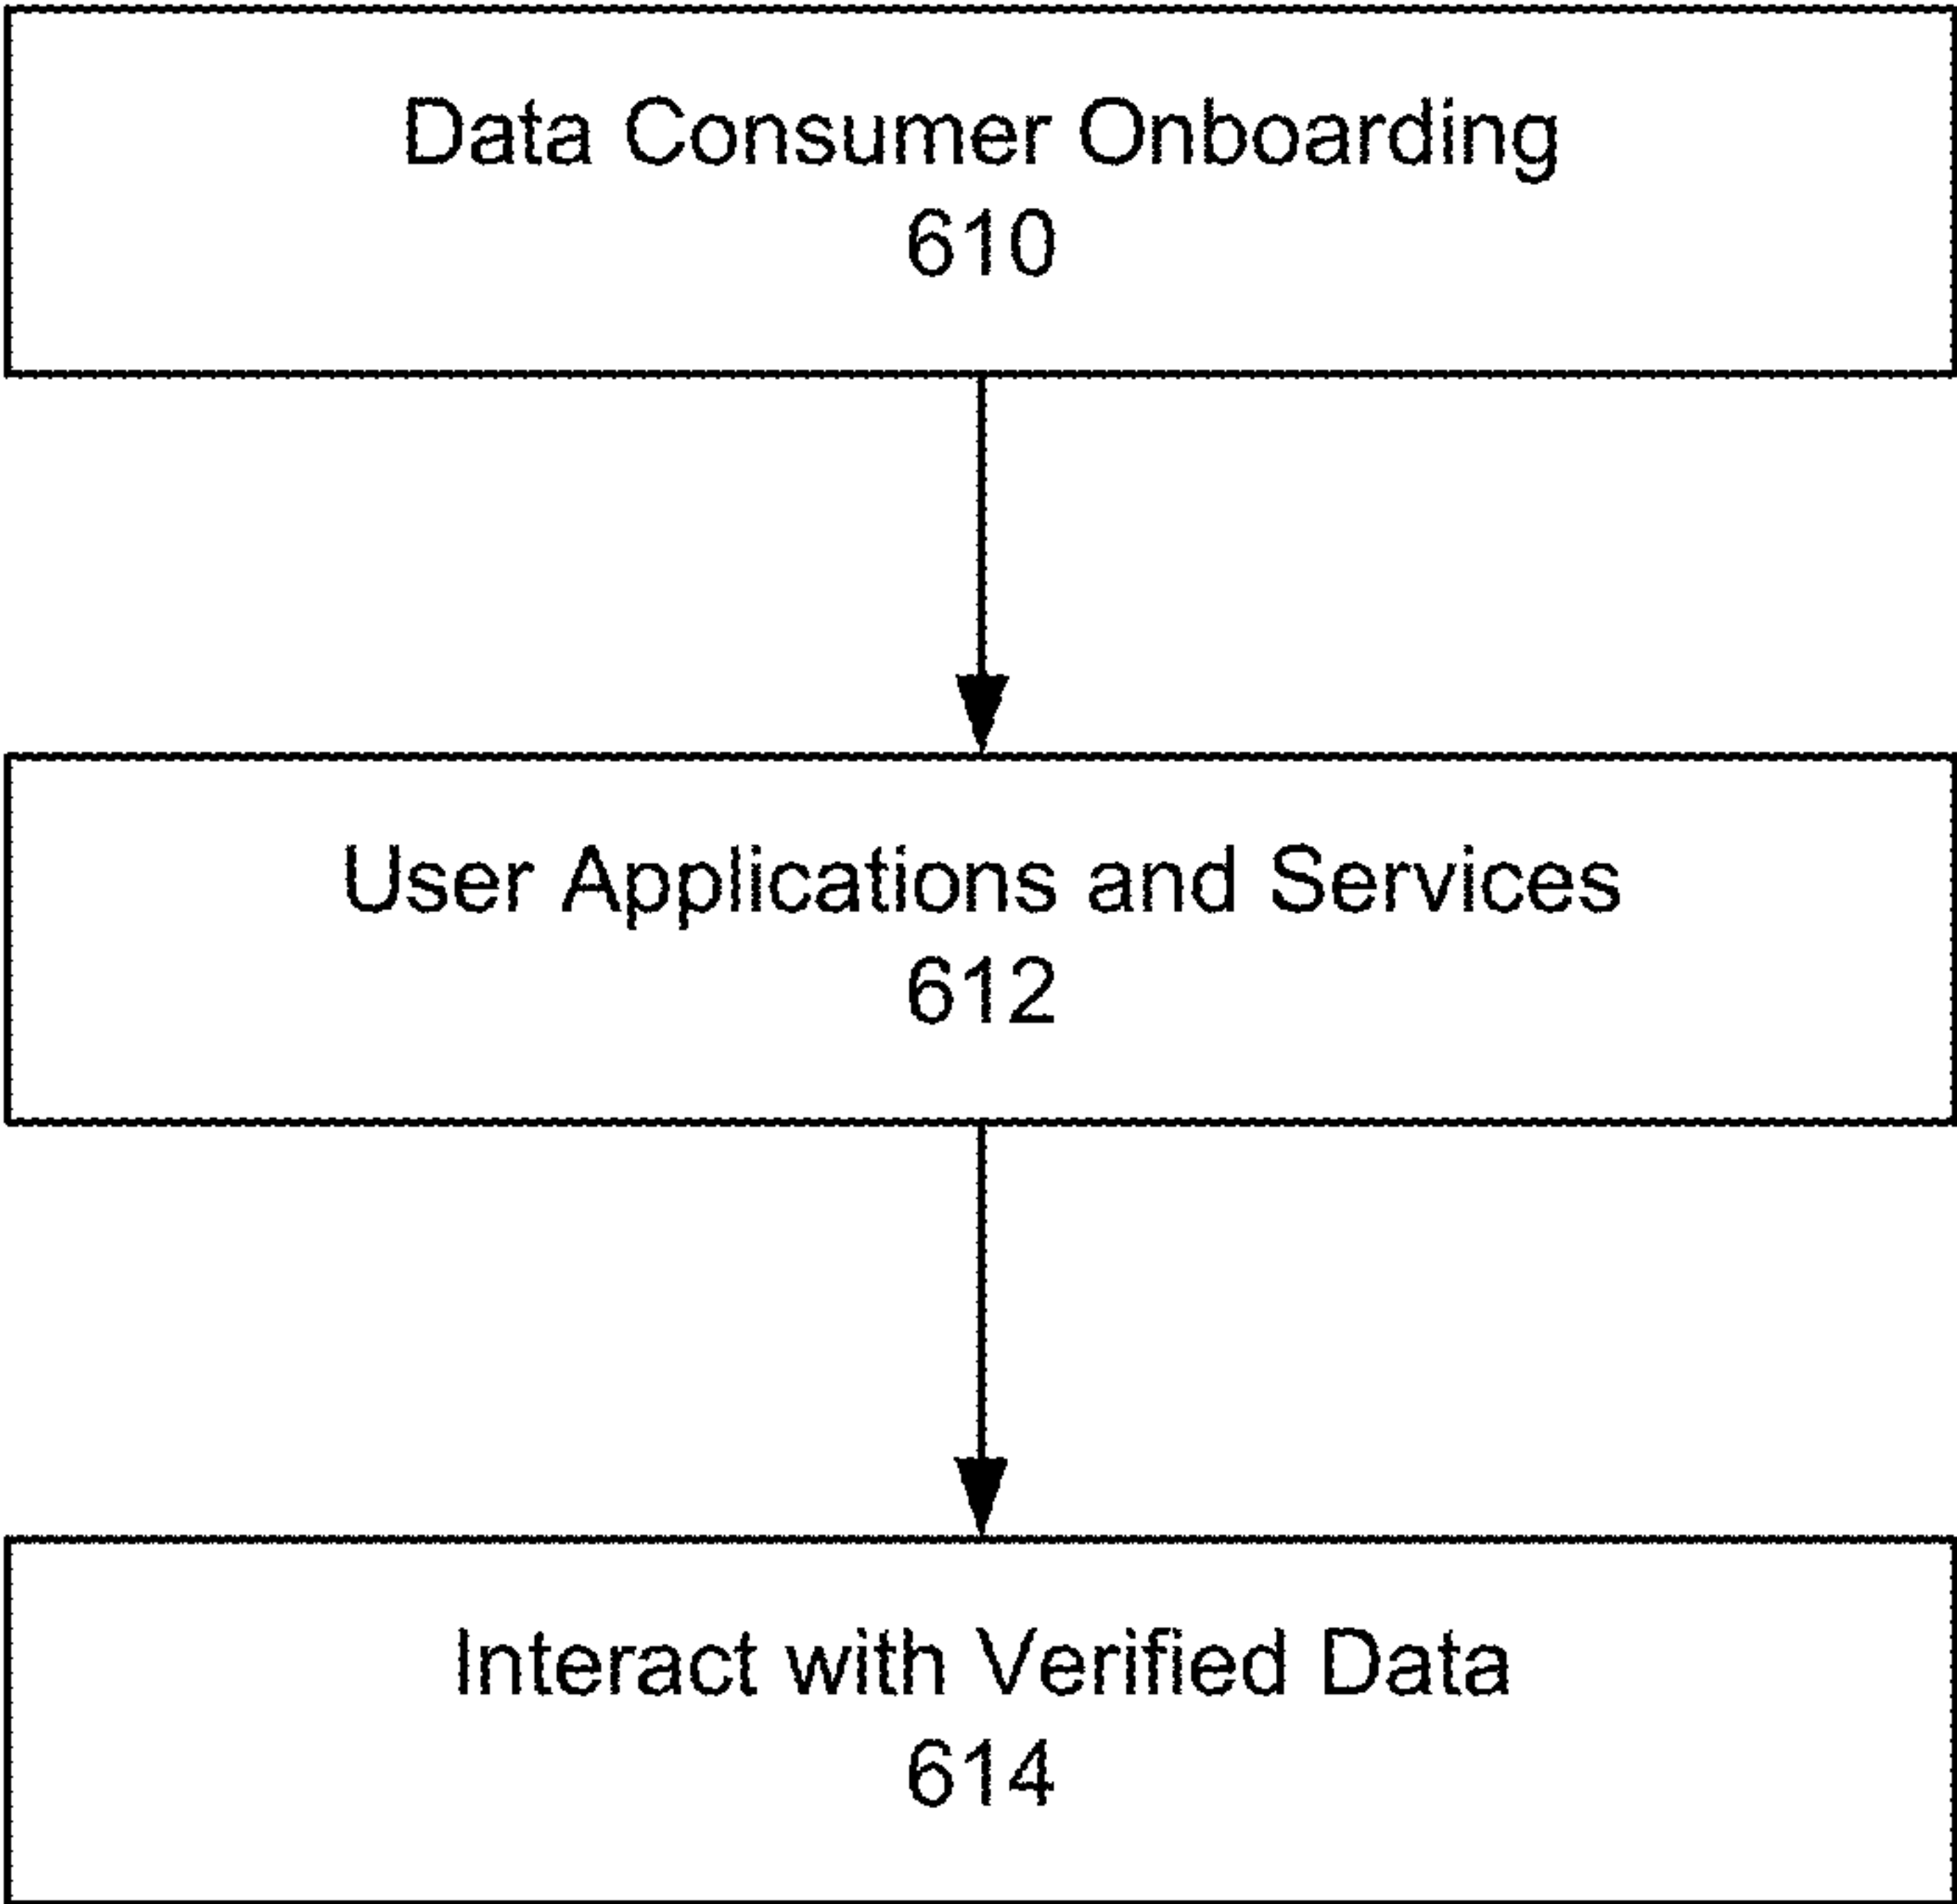 Data Consumer Onboarding
610
User Applications and Services
612
Interact with Verified Data
614